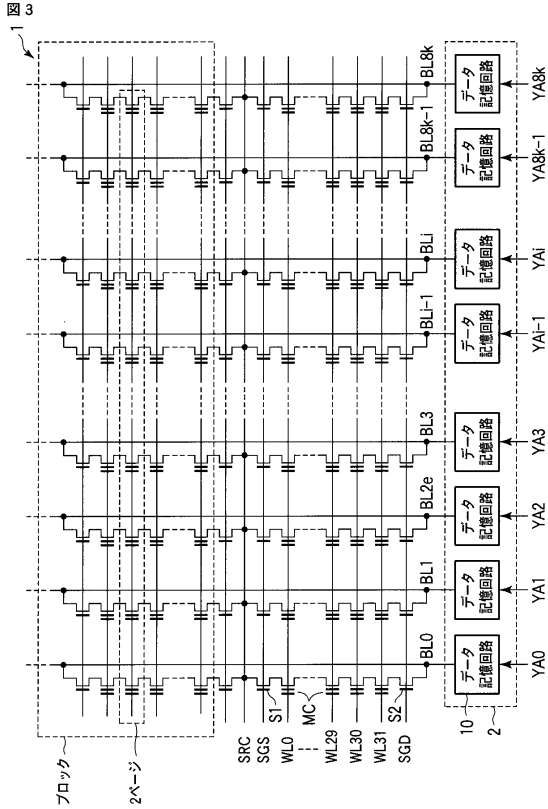 図3
1
ブロック
2ページ
SRC
SGS
WL0
WL29
WL30
WL31
SGD
S1
MC
S2
BL0
BL1
BL2e
BL3
BLi-1
BLi
BL8k-1
BL8k
10
2
データ
記憶回路
データ
記憶回路
データ
記憶回路
データ
記憶回路
データ
記憶回路
データ
記憶回路
データ
記憶回路
データ
記憶回路
YA0
YA1
YA2
YA3
YAi-1
YAi
YA8k-1
YA8k